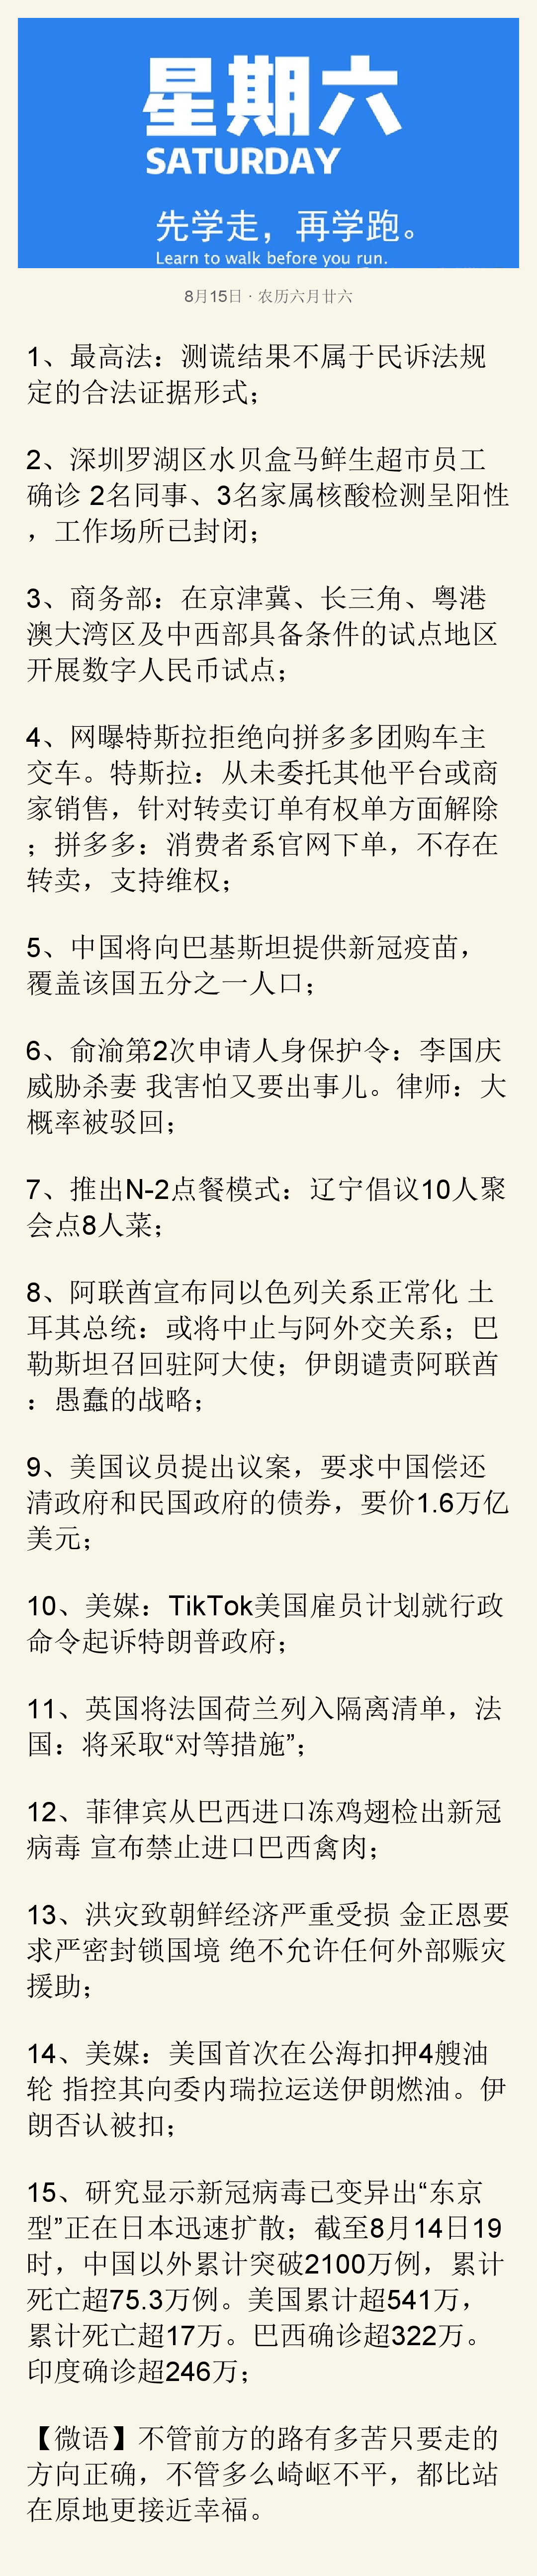 星期六
SATURDAY
先学走，再学跑。
Learn to walk before you run.
8月15日 · 农历六月廿六
1、最高法：测谎结果不属于民诉法规
定的合法证据形式；
2、深圳罗湖区水贝盒马鲜生超市员工
确诊 2名同事、3名家属核酸检测呈阳性
，工作场所已封闭；
3、商务部：在京津冀、长三角、粤港
澳大湾区及中西部具备条件的试点地区
开展数字人民币试点；
4、网曝特斯拉拒绝向拼多多团购车主
交车。特斯拉：从未委托其他平台或商
家销售，针对转卖订单有权单方面解除
；拼多多：消费者系官网下单，不存在
转卖，支持维权；
5、中国将向巴基斯坦提供新冠疫苗，
覆盖该国五分之一人口；
6、俞渝第2次申请人身保护令：李国庆
威胁杀妻 我害怕又要出事儿。律师：大
概率被驳回；
7、推出N-2点餐模式：辽宁倡议10人聚
会点8人菜；
8、阿联酋宣布同以色列关系正常化 土
耳其总统：或将中止与阿外交关系；巴
勒斯坦召回驻阿大使；伊朗谴责阿联酋
：愚蠢的战略；
9、美国议员提出议案，要求中国偿还
清政府和民国政府的债券，要价1.6万亿
美元；
10、美媒：TikTok美国雇员计划就行政
命令起诉特朗普政府；
11、英国将法国荷兰列入隔离清单，法
国：将采取“对等措施”；
12、菲律宾从巴西进口冻鸡翅检出新冠
病毒 宣布禁止进口巴西禽肉；
13、洪灾致朝鲜经济严重受损 金正恩要
求严密封锁国境 绝不允许任何外部赈灾
援助；
14、美媒：美国首次在公海扣押4艘油
轮 指控其向委内瑞拉运送伊朗燃油。伊
朗否认被扣；
15、研究显示新冠病毒已变异出“东京
型”正在日本迅速扩散；截至8月14日19
时，中国以外累计突破2100万例，累计
死亡超75.3万例。美国累计超541万，
累计死亡超17万。巴西确诊超322万。
印度确诊超246万；
【微语】不管前方的路有多苦只要走的
方向正确，不管多么崎岖不平，都比站
在原地更接近幸福。